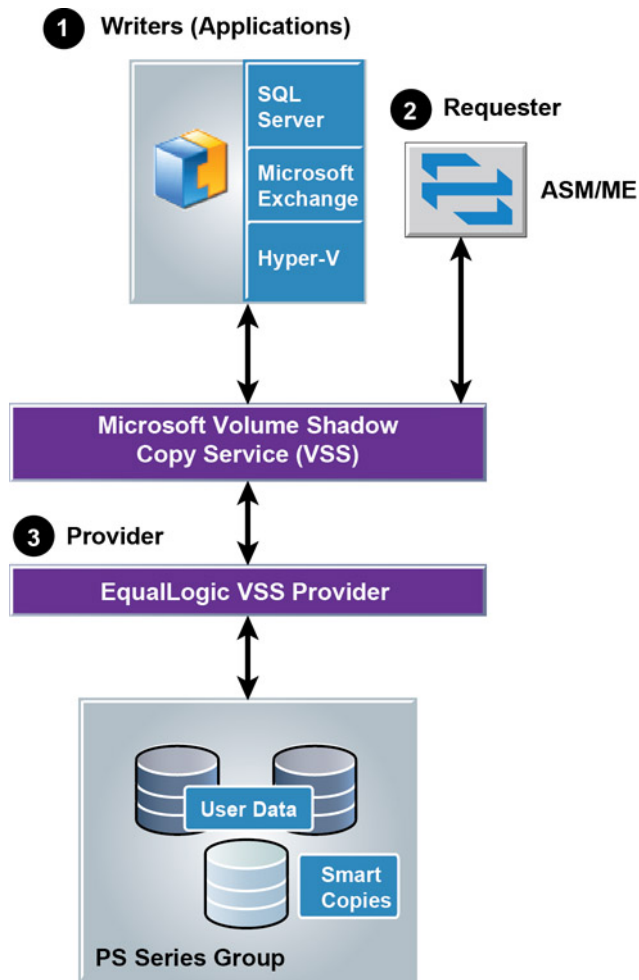 1 Writers (Applications)
SQL
Server
Microsoft
Exchange
Hyper-V
2 Requester
ASM/ME
Microsoft Volume Shadow
Copy Service (VSS)
3 Provider
EqualLogic VSS Provider
User Data
Smart
Copies
PS Series Group